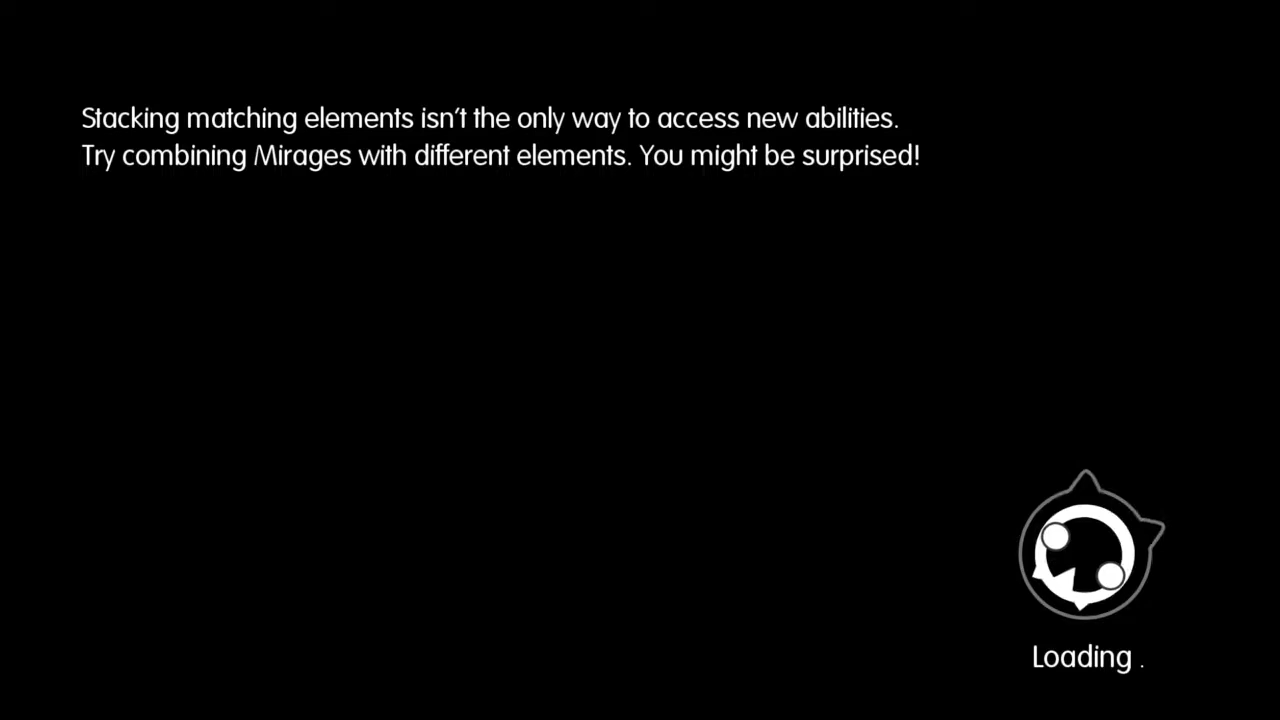 Stacking matching elements isn't the only way to access new abilities.
Try combining Mirages with different elements. You might be surprised!
Loading .